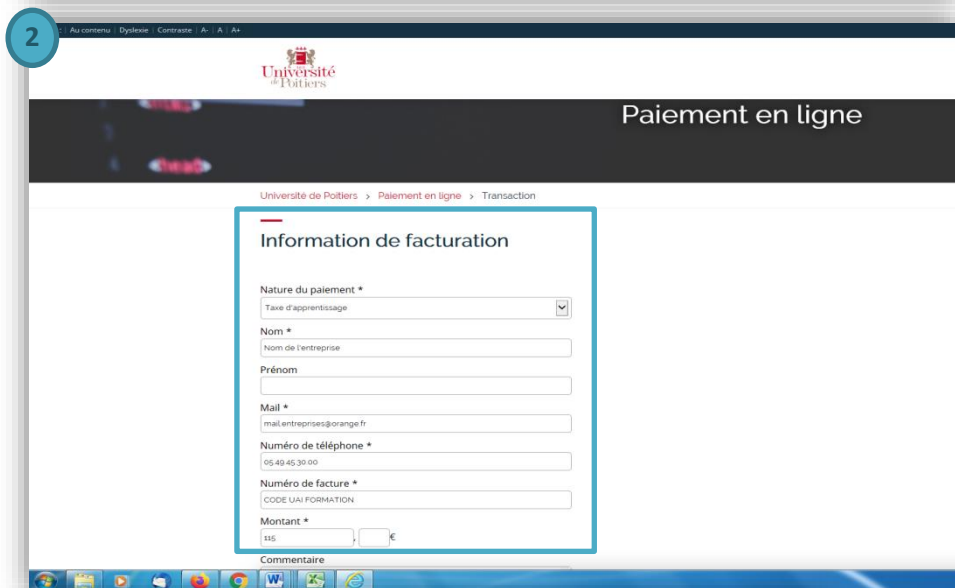 2
Au contenu | Dyslexie | Contraste | A- | A | A+
Université
de Poitiers
Paiement en ligne
Université de Poitiers > Paiement en ligne > Transaction
Information de facturation
Nature du paiement *
Taxe d'apprentissage
Nom *
Nom de l'entreprise
Prénom
Mail *
mail.entreprises@orange.fr
Numéro de téléphone *
05.49.45.30.00
Numéro de facture *
CODE UAI FORMATION
Montant *
115 , €
Commentaire